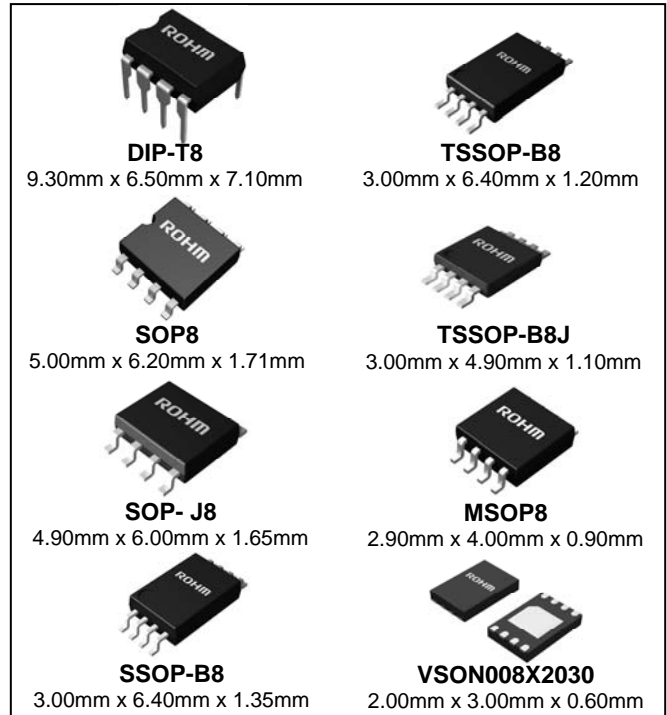 ROHM
DIP-T8
9.30mm x 6.50mm x 7.10mm
ROHM
TSSOP-B8
3.00mm x 6.40mm x 1.20mm
ROHM
SOP8
5.00mm x 6.20mm x 1.71mm
ROHM
TSSOP-B8J
3.00mm x 4.90mm x 1.10mm
ROHM
SOP- J8
4.90mm x 6.00mm x 1.65mm
ROHM
MSOP8
2.90mm x 4.00mm x 0.90mm
ROHM
SSOP-B8
3.00mm x 6.40mm x 1.35mm
ROHM
VSON008X2030
2.00mm x 3.00mm x 0.60mm